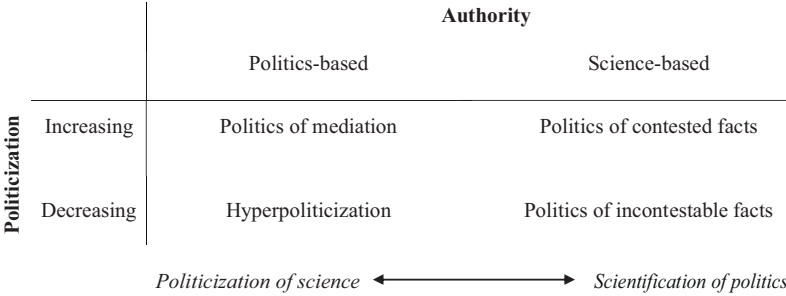 Authority
Politics-based Science-based
Politicization
Increasing Politics of mediation Politics of contested facts
Decreasing Hyperpoliticization Politics of incontestable facts
Politicization of science Scientification of politics